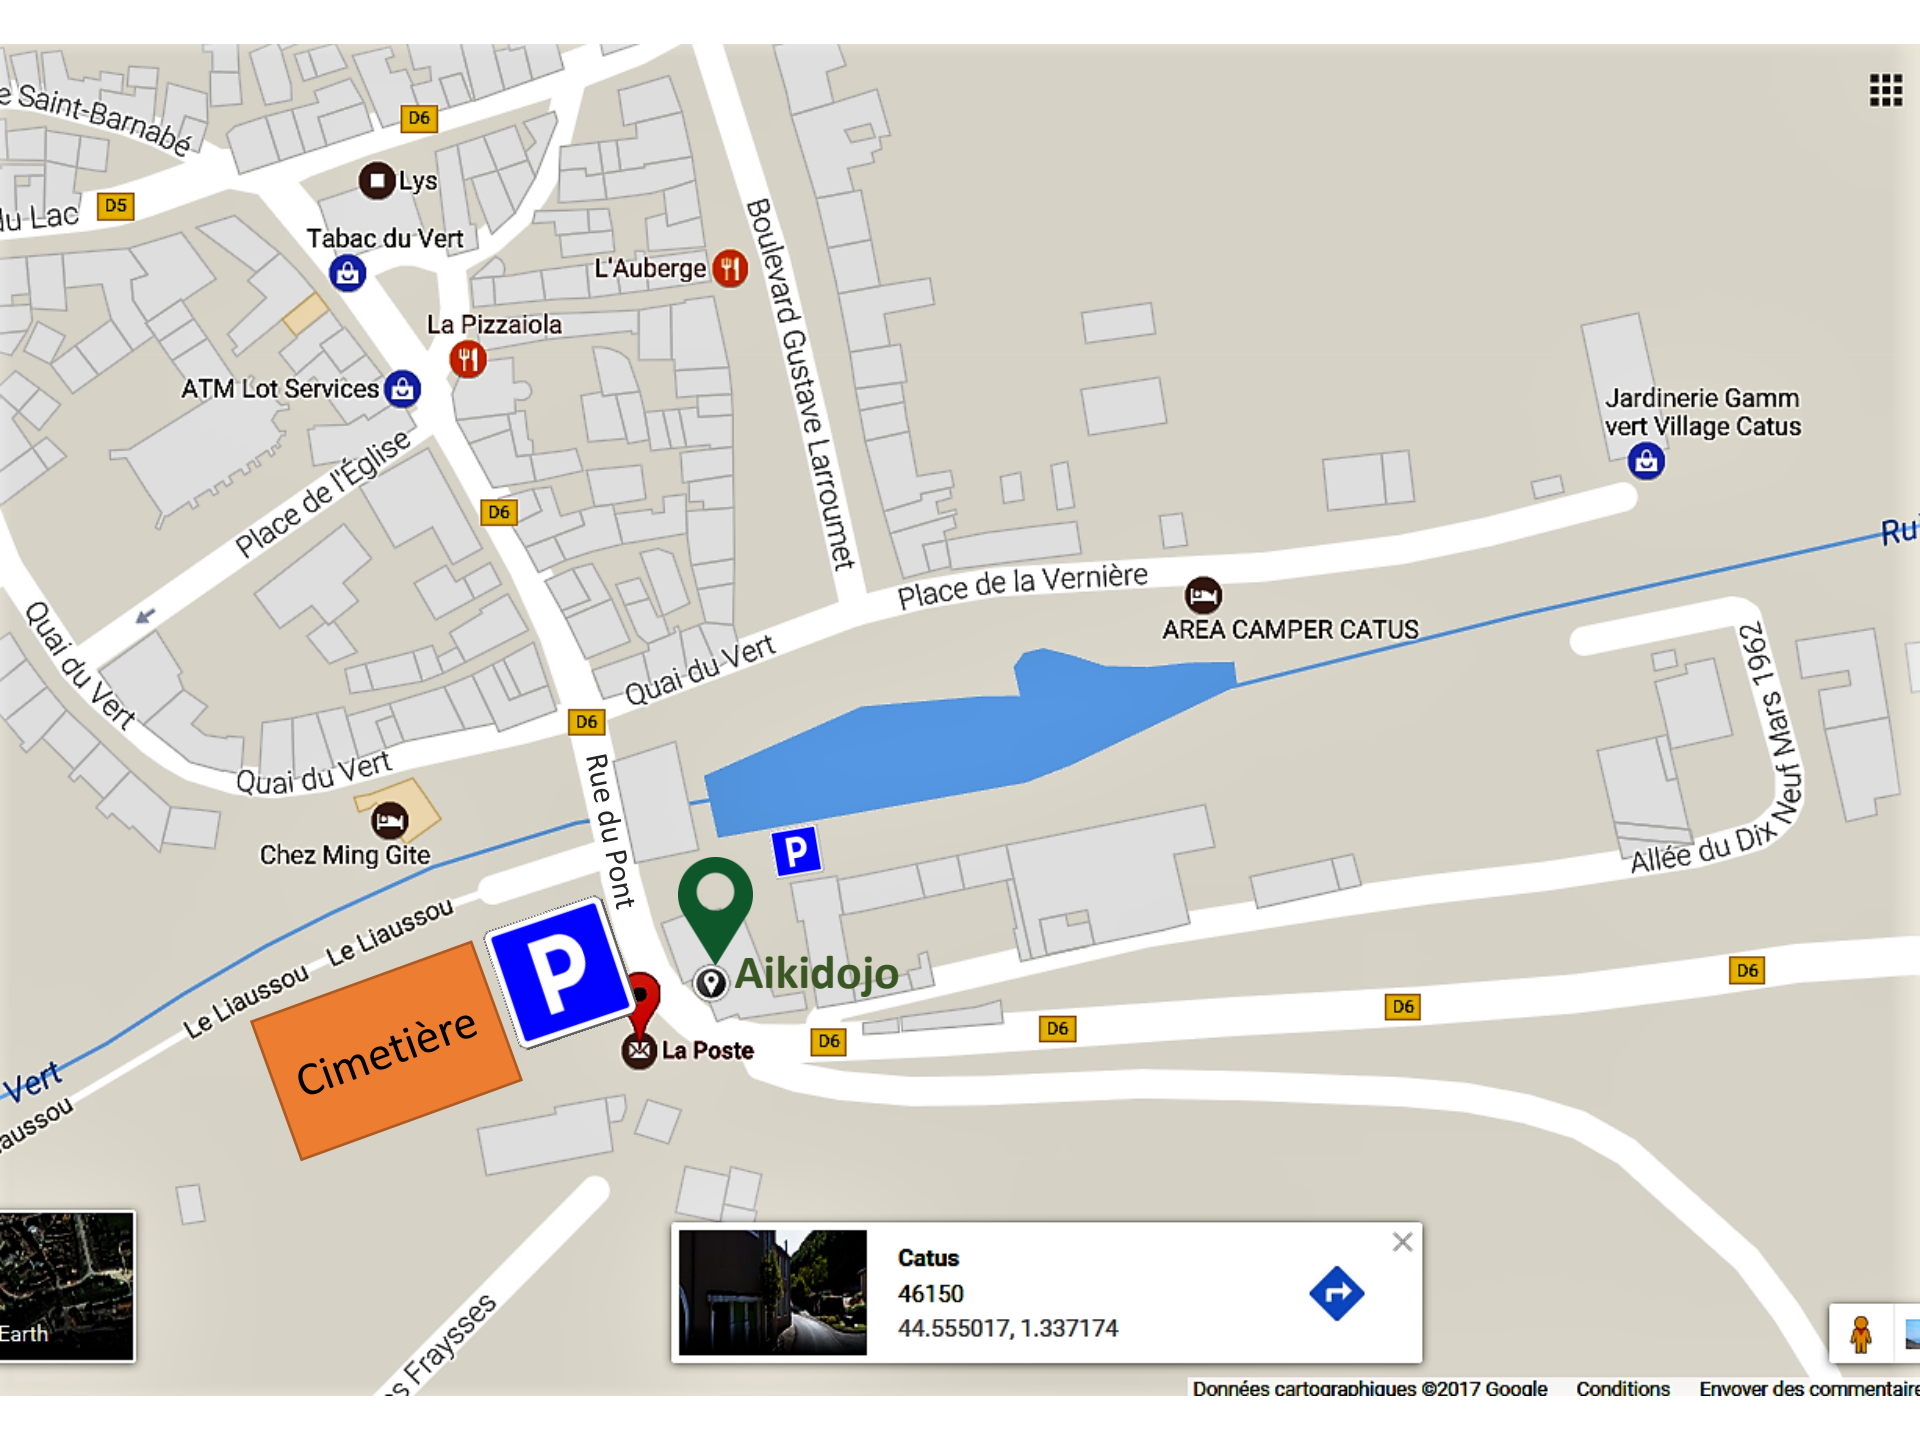 e Saint-Barnabé
D6
Lys
D5
du Lac
Tabac du Vert
L'Auberge
Boulevard Gustave Larroumet
La Pizzaiola
ATM Lot Services
Jardinerie Gamm
vert Village Catus
Place de l'Église
D6
Ru
Place de la Vernière
AREA CAMPER CATUS
Quai du Vert
Quai du Vert
D6
Quai du Vert
Rue du Pont
Allée du Dix Neuf Mars 1962
Chez Ming Gite
P
P
Le Liaussou
Le Liaussou
Aikidojo
Cimetière
La Poste
D6
D6
D6
D6
Vert
aussou
Catus
46150
44.555017, 1.337174
Earth
s Fraysses
Données cartographiques ©2017 Google
Conditions
Envoyer des commentaire